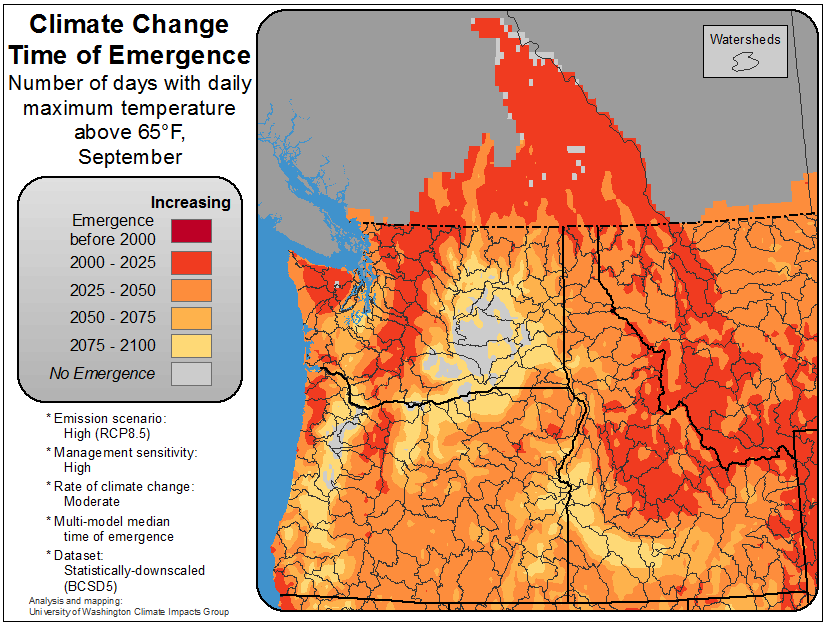 Climate Change
Time of Emergence
Number of days with daily
maximum temperature
above 65°F,
September
Increasing
Emergence
before 2000
2000 - 2025
2025 - 2050
2050 - 2075
2075 - 2100
No Emergence
* Emission scenario:
High (RCP8.5)
* Management sensitivity:
High
* Rate of climate change:
Moderate
* Multi-model median
time of emergence
* Dataset:
Statistically-downscaled
(BCSD5)
Analysis and mapping:
University of Washington Climate Impacts Group
Watersheds